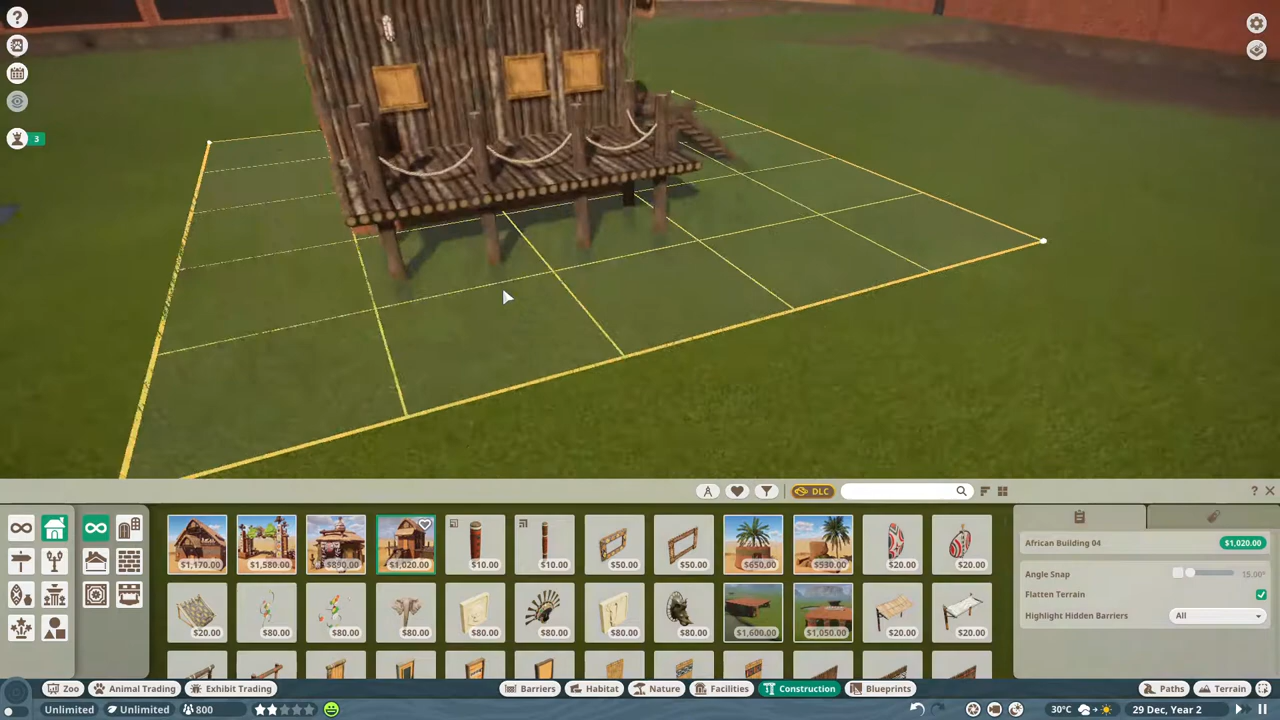 ?
3
DLC
? ×
$1,170.00 $1,580.00 $890.00 $1,020.00 $10.00 $10.00 $50.00 $50.00 $650.00 $530.00 $20.00 $20.00
African Building 04 $1,020.00
Angle Snap 15.00°
Flatten Terrain
Highlight Hidden Barriers All
$20.00 $80.00 $80.00 $80.00 $80.00 $80.00 $80.00 $80.00 $1,600.00 $1,050.00 $20.00 $20.00
Zoo Animal Trading Exhibit Trading Barriers Habitat Nature Facilities Construction Blueprints Paths Terrain
Unlimited Unlimited 800 30°C 29 Dec, Year 2